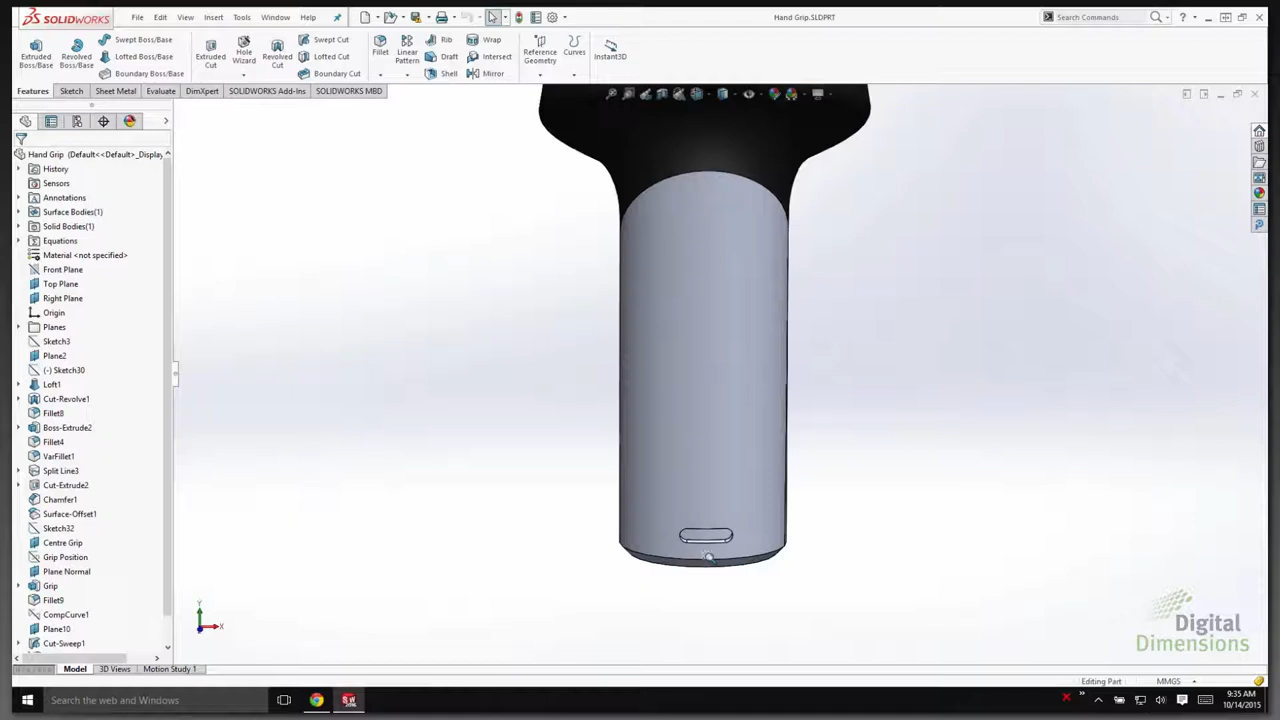 SOLIDWORKS
File Edit View Insert Tools Window Help
Hand Grip.SLDPRT
Search Commands
Extruded Boss/Base
Revolved Boss/Base
Swept Boss/Base
Lofted Boss/Base
Boundary Boss/Base
Extruded Cut
Hole Wizard
Revolved Cut
Swept Cut
Lofted Cut
Boundary Cut
Fillet
Linear Pattern
Rib
Draft
Shell
Wrap
Intersect
Mirror
Reference Geometry
Curves
Instant3D
Features Sketch Sheet Metal Evaluate DimXpert SOLIDWORKS Add-Ins SOLIDWORKS MBD
Hand Grip (Default<<Default>_Display
History
Sensors
Annotations
Surface Bodies(1)
Solid Bodies(1)
Equations
Material <not specified>
Front Plane
Top Plane
Right Plane
Origin
Planes
Sketch3
Plane2
(-) Sketch30
Loft1
Cut-Revolve1
Fillet8
Boss-Extrude2
Fillet4
VarFillet1
Split Line3
Cut-Extrude2
Chamfer1
Surface-Offset1
Sketch32
Centre Grip
Grip Position
Plane Normal
Grip
Fillet9
CompCurve1
Plane10
Cut-Sweep1
Y
X
Digital
Dimensions
Model 3D Views Motion Study 1
Editing Part MMGS
Search the web and Windows
9:35 AM
10/14/2015